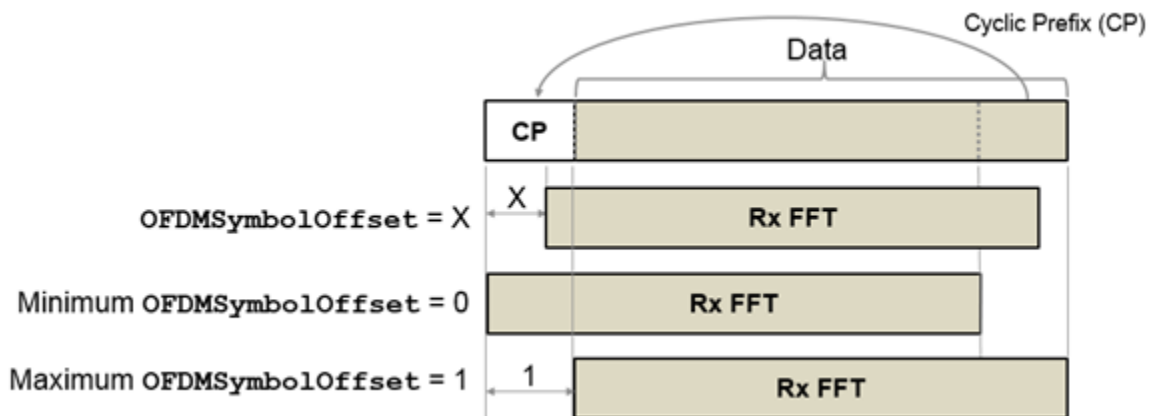 Cyclic Prefix (CP)
Data
CP
X
OFDMSymbolOffset = X
Rx FFT
Minimum OFDMSymbolOffset = 0
Rx FFT
Maximum OFDMSymbolOffset = 1
1
Rx FFT